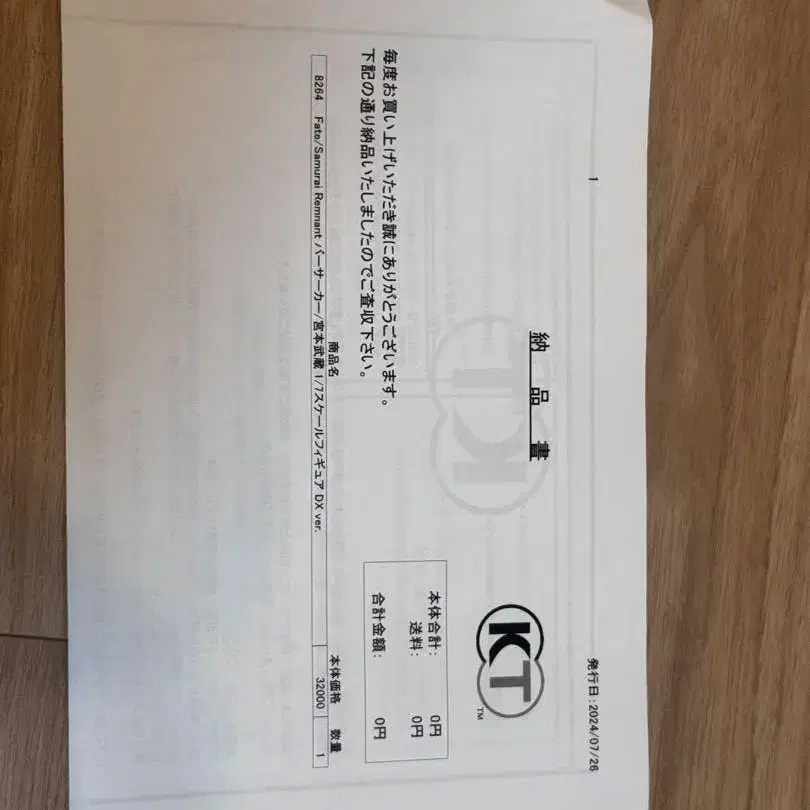 1
発行日:2024/07/26
納品書
KT™
毎度お買い上げいただき誠にありがとうございます。
下記の通り納品いたしましたのでご査収下さい。
本体合計: 0円
送料: 0円
合計金額: 0円
商品名 本体価格 数量
8264 Fate/Samurai Remnant バーサーカー/宮本武蔵 1/7スケールフィギュア DX ver. 32000 1